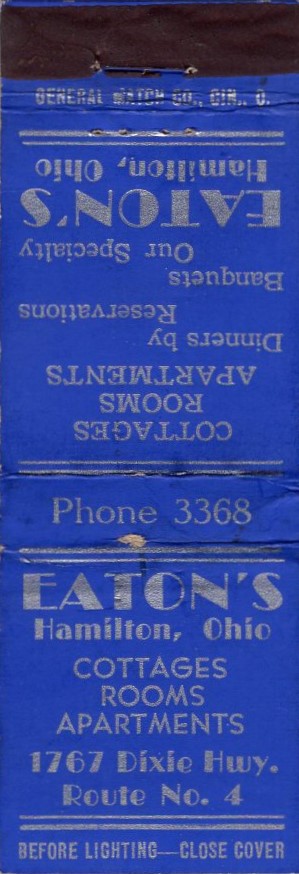 GENERAL MATCH CO., CIN., O.
COTTAGES
ROOMS
APARTMENTS
Dinners by
Reservations
Banquets
Our Specialty
EATON'S
Hamilton, Ohio
Phone 3368
EATON'S
Hamilton, Ohio
COTTAGES
ROOMS
APARTMENTS
1767 Dixie Hwy.
Route No. 4
BEFORE LIGHTING—CLOSE COVER